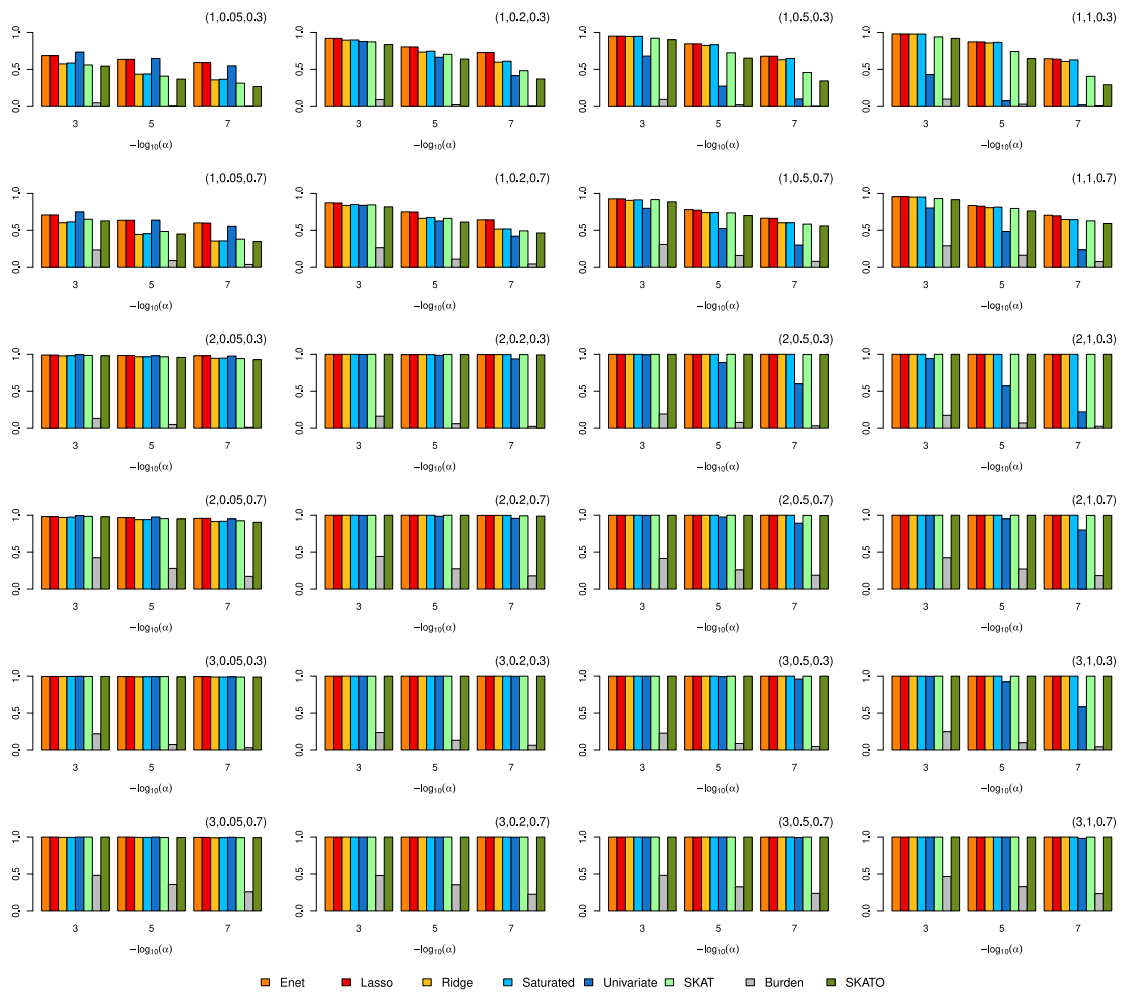 (1,0.05,0.3) (1,0.2,0.3) (1,0.5,0.3) (1,1,0.3)
0.0 0.5 1.0 0.0 0.5 1.0 0.0 0.5 1.0 0.0 0.5 1.0
3 5 7 3 5 7 3 5 7 3 5 7
−log₁₀(α) −log₁₀(α) −log₁₀(α) −log₁₀(α)
(1,0.05,0.7) (1,0.2,0.7) (1,0.5,0.7) (1,1,0.7)
0.0 0.5 1.0 0.0 0.5 1.0 0.0 0.5 1.0 0.0 0.5 1.0
3 5 7 3 5 7 3 5 7 3 5 7
−log₁₀(α) −log₁₀(α) −log₁₀(α) −log₁₀(α)
(2,0.05,0.3) (2,0.2,0.3) (2,0.5,0.3) (2,1,0.3)
0.0 0.5 1.0 0.0 0.5 1.0 0.0 0.5 1.0 0.0 0.5 1.0
3 5 7 3 5 7 3 5 7 3 5 7
−log₁₀(α) −log₁₀(α) −log₁₀(α) −log₁₀(α)
(2,0.05,0.7) (2,0.2,0.7) (2,0.5,0.7) (2,1,0.7)
0.0 0.5 1.0 0.0 0.5 1.0 0.0 0.5 1.0 0.0 0.5 1.0
3 5 7 3 5 7 3 5 7 3 5 7
−log₁₀(α) −log₁₀(α) −log₁₀(α) −log₁₀(α)
(3,0.05,0.3) (3,0.2,0.3) (3,0.5,0.3) (3,1,0.3)
0.0 0.5 1.0 0.0 0.5 1.0 0.0 0.5 1.0 0.0 0.5 1.0
3 5 7 3 5 7 3 5 7 3 5 7
−log₁₀(α) −log₁₀(α) −log₁₀(α) −log₁₀(α)
(3,0.05,0.7) (3,0.2,0.7) (3,0.5,0.7) (3,1,0.7)
0.0 0.5 1.0 0.0 0.5 1.0 0.0 0.5 1.0 0.0 0.5 1.0
3 5 7 3 5 7 3 5 7 3 5 7
−log₁₀(α) −log₁₀(α) −log₁₀(α) −log₁₀(α)
Enet Lasso Ridge Saturated Univariate SKAT Burden SKATO